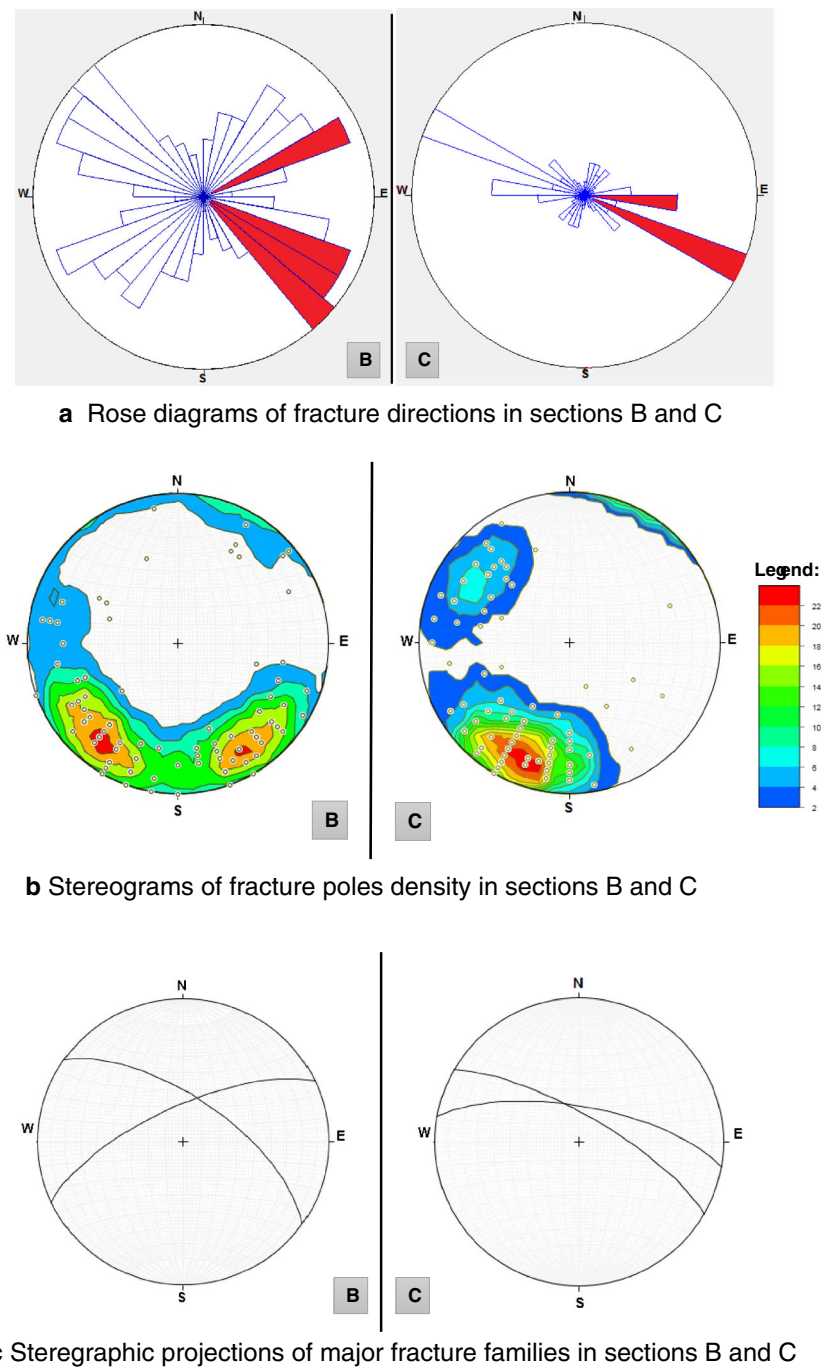 N N
W E W E
B C
S S
a Rose diagrams of fracture directions in sections B and C
N N
Legend:
W E W E
22
20
18
16
14
12
10
8
6
4
2
S S
B C
b Stereograms of fracture poles density in sections B and C
N N
W E W E
B C
S S
c Steregraphic projections of major fracture families in sections B and C